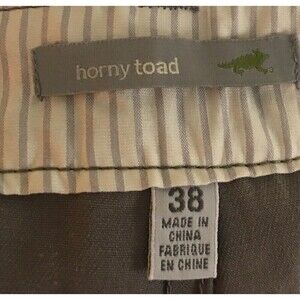 horny toad
38
MADE IN
CHINA
FABRIQUE
EN CHINE